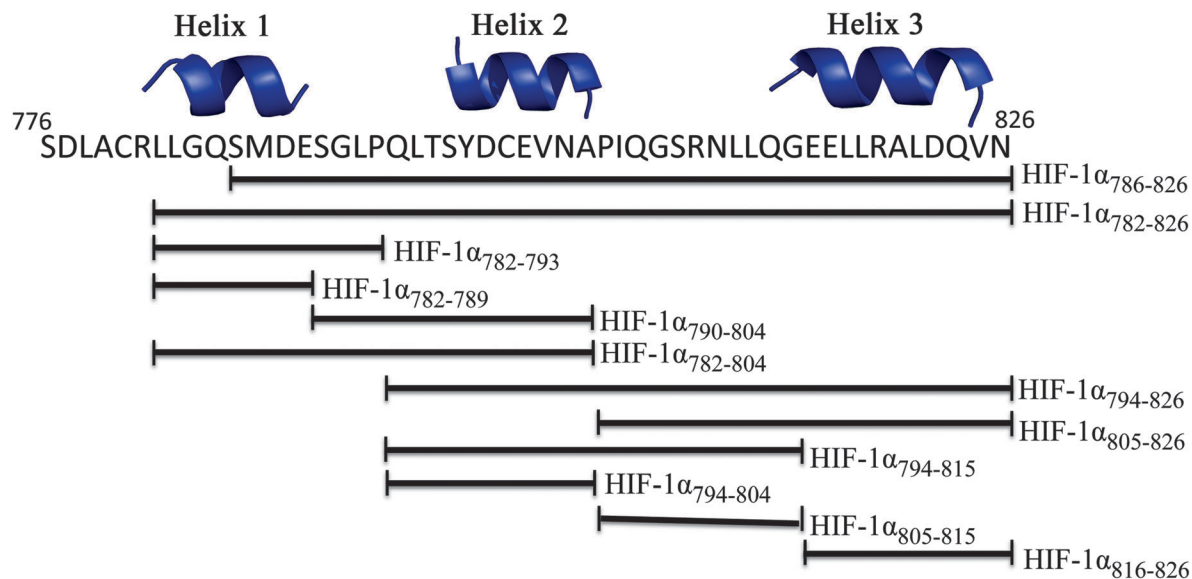 Helix 1 Helix 2 Helix 3
776 826
SDLACRLLGQSMDESGLPQLTSYDCEVNAPIQGSRNLLQGEELLRALDQVN
HIF-1α786-826
HIF-1α782-826
HIF-1α782-793
HIF-1α782-789
HIF-1α790-804
HIF-1α782-804
HIF-1α794-826
HIF-1α805-826
HIF-1α794-815
HIF-1α794-804
HIF-1α805-815
HIF-1α816-826